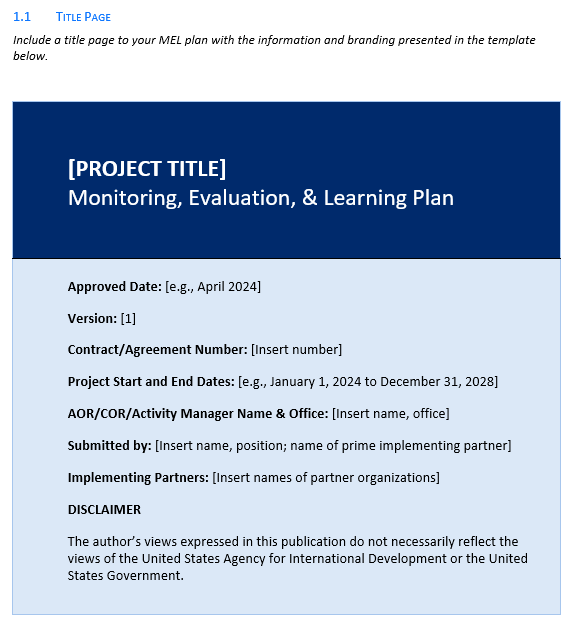 1.1 Title Page
Include a title page to your MEL plan with the information and branding presented in the template
below.
[PROJECT TITLE]
Monitoring, Evaluation, & Learning Plan
Approved Date: [e.g., April 2024]
Version: [1]
Contract/Agreement Number: [Insert number]
Project Start and End Dates: [e.g., January 1, 2024 to December 31, 2028]
AOR/COR/Activity Manager Name & Office: [Insert name, office]
Submitted by: [Insert name, position; name of prime implementing partner]
Implementing Partners: [Insert names of partner organizations]
DISCLAIMER
The author’s views expressed in this publication do not necessarily reflect the
views of the United States Agency for International Development or the United
States Government.